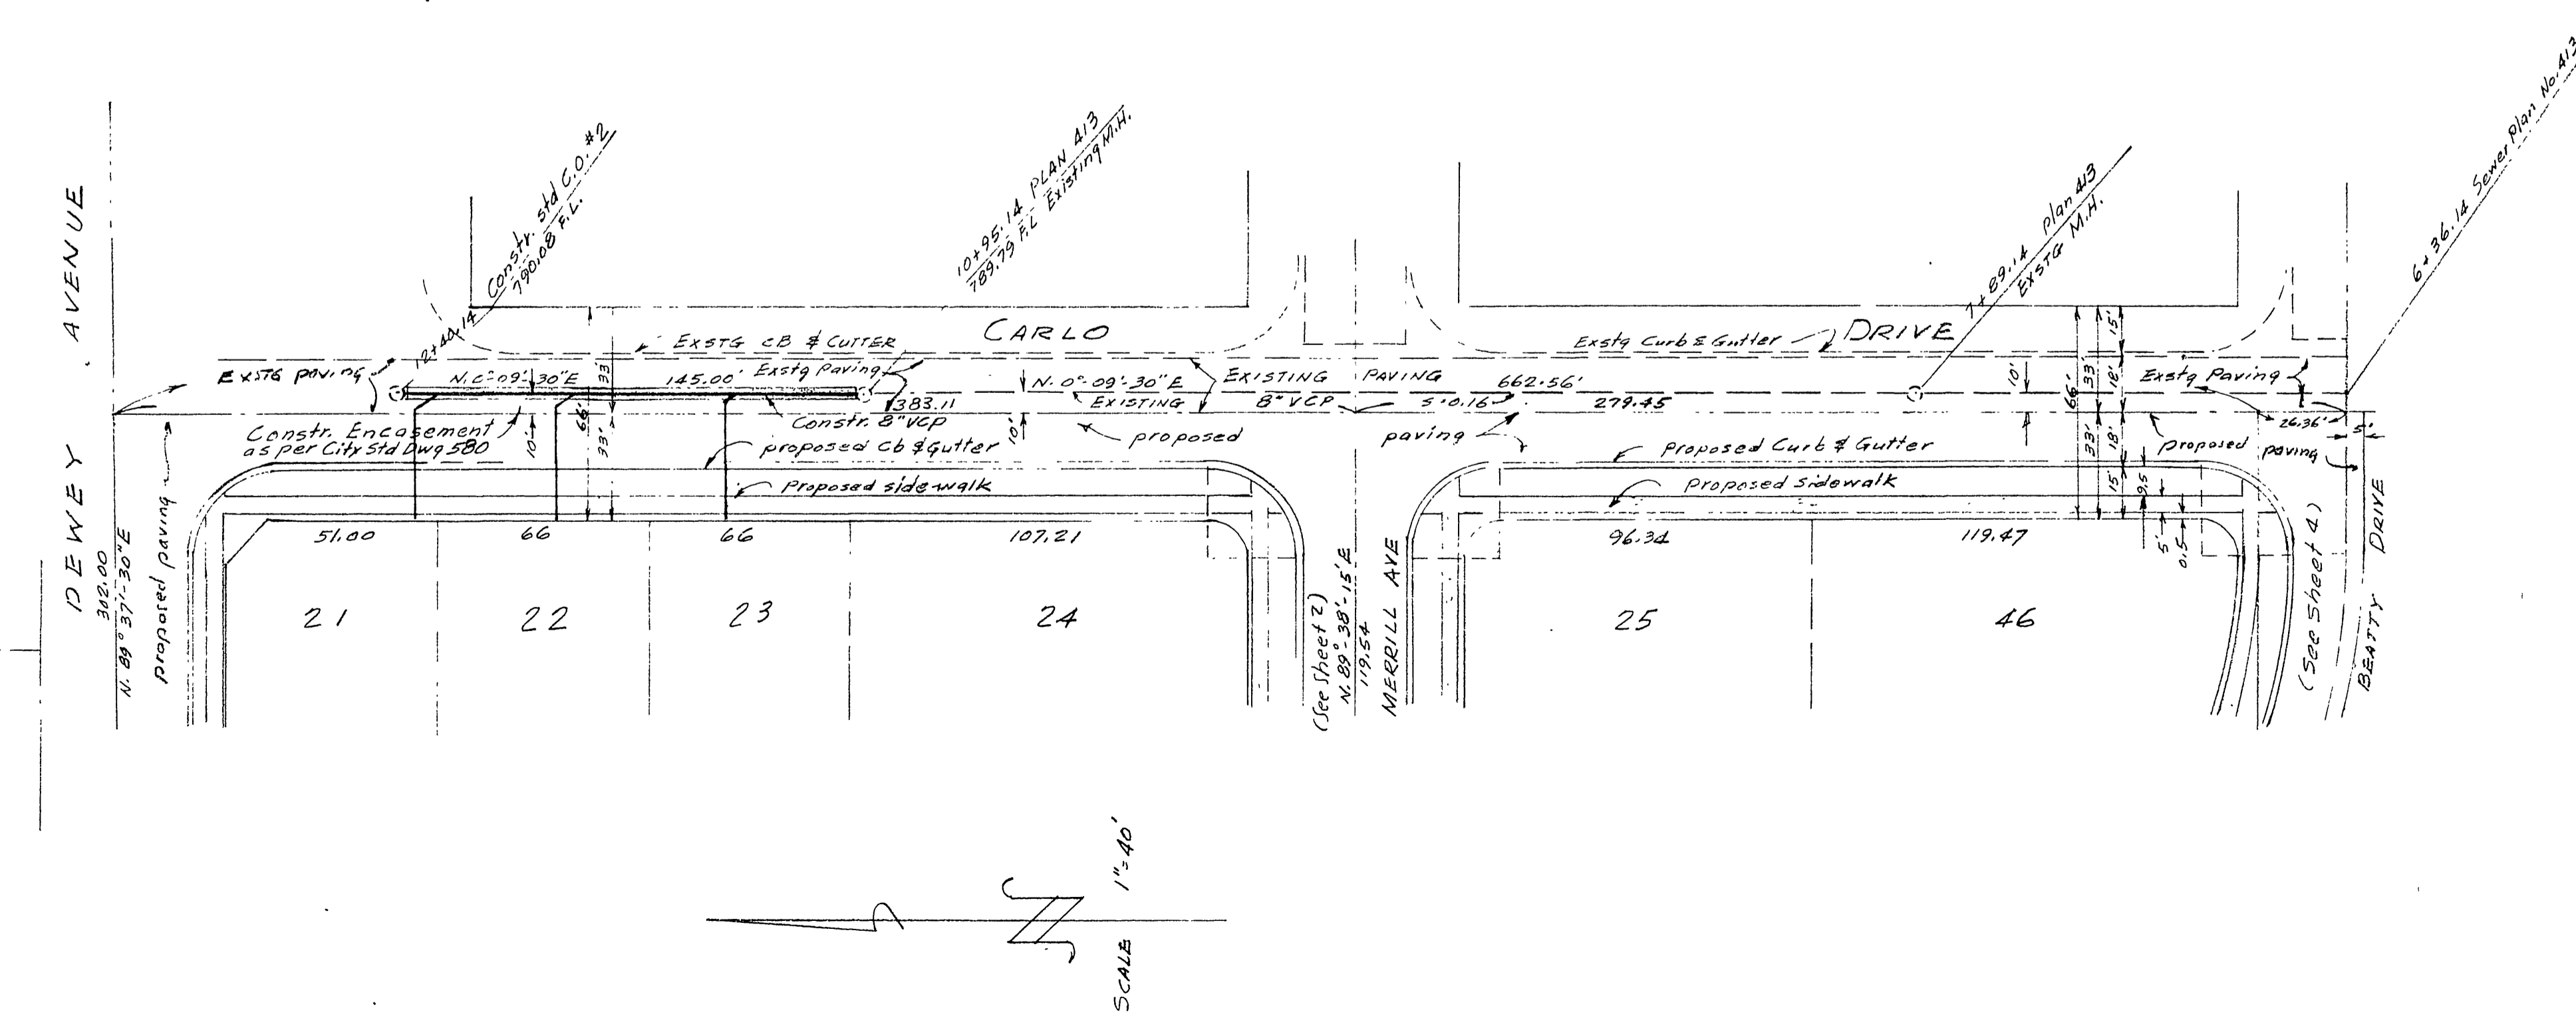 DEWEY AVENUE
302.00
N. 89° 37'-30" E
proposed paving
Constr. std C.O. #2
790.08 F.L.
12+40.14
10+95.14 PLAN 413
789.79 F.L Existing M.H.
7+89.14 Plan 413
EXSTG M.H.
6+36.14 Sewer Plan No. 413
CARLO DRIVE
EXSTG CB & GUTTER
Exstg Curb & Gutter
Exstg paving
N. 0°-09'-30" E
145.00'
Exstg Paving
N. 0°-09'-30" E
EXISTING PAVING
662.56'
Exstg Paving
383.11
EXISTING
8" VCP
S=0.16
279.45
26.36'
5'
Constr. Encasement
as per City Std Dwg 580
Constr. 8" VCP
proposed Cb & Gutter
proposed
paving
Proposed Curb & Gutter
proposed
paving
Proposed side walk
Proposed Sidewalk
10'
66'
33'
33'
10'
10'
66'
33'
33'
15'
18'
18'
15'
9.5'
5'
0.5'
51.00
66
66
107.21
96.34
119.47
21
22
23
24
25
46
(See Sheet 2)
N. 89°-38'-15" E
119.54
MERRILL AVE
(See Sheet 4)
BEATTY DRIVE
N
SCALE 1"=40'